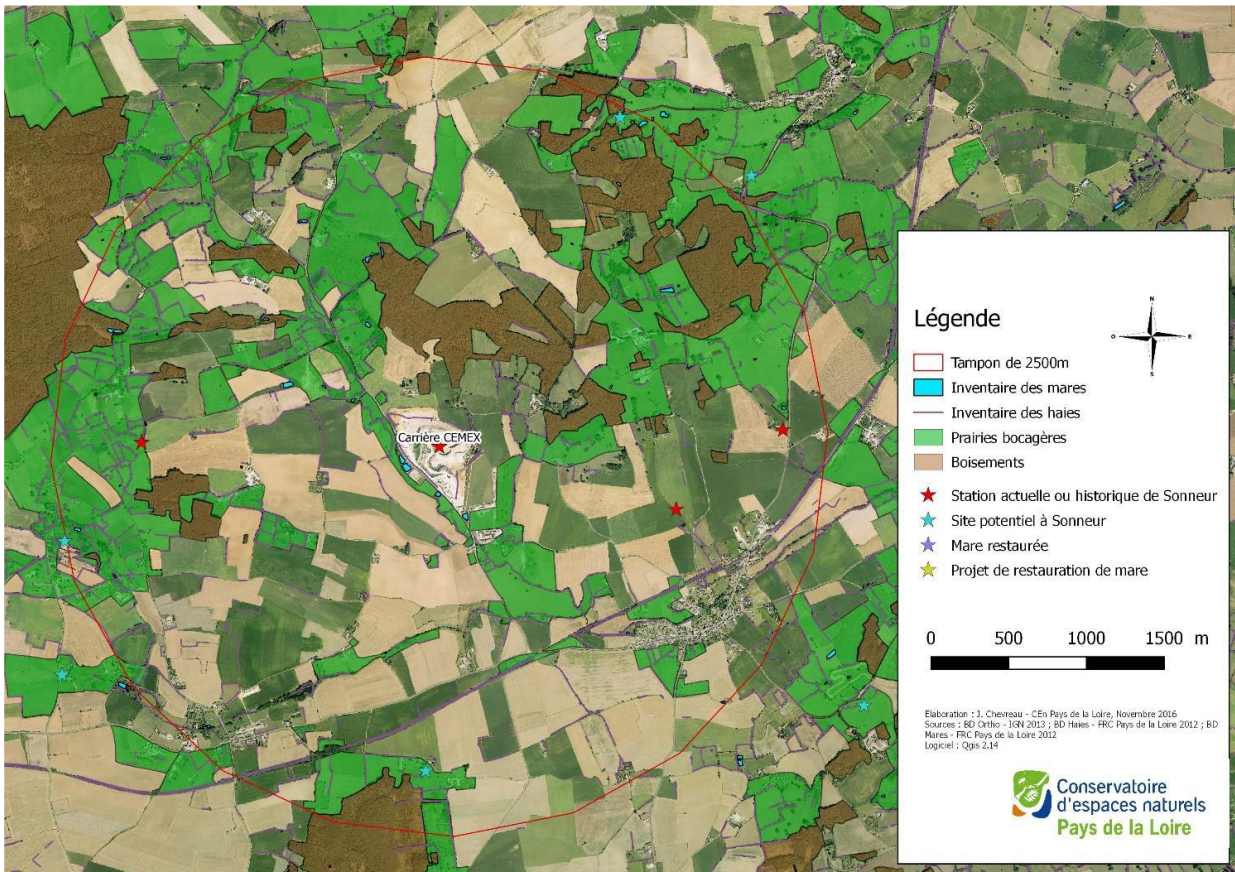 Carrière CEMEX
Légende
N
O
E
S
Tampon de 2500m
Inventaire des mares
Inventaire des haies
Prairies bocagères
Boisements
Station actuelle ou historique de Sonneur
Site potentiel à Sonneur
Mare restaurée
Projet de restauration de mare
0 500 1000 1500 m
Elaboration : J. Chevreau - CEn Pays de la Loire, Novembre 2016
Sources : BD Ortho - IGN 2013 ; BD Haies - FRC Pays de la Loire 2012 ; BD
Mares - FRC Pays de la Loire 2012
Logiciel : Qgis 2.14
Conservatoire
d'espaces naturels
Pays de la Loire